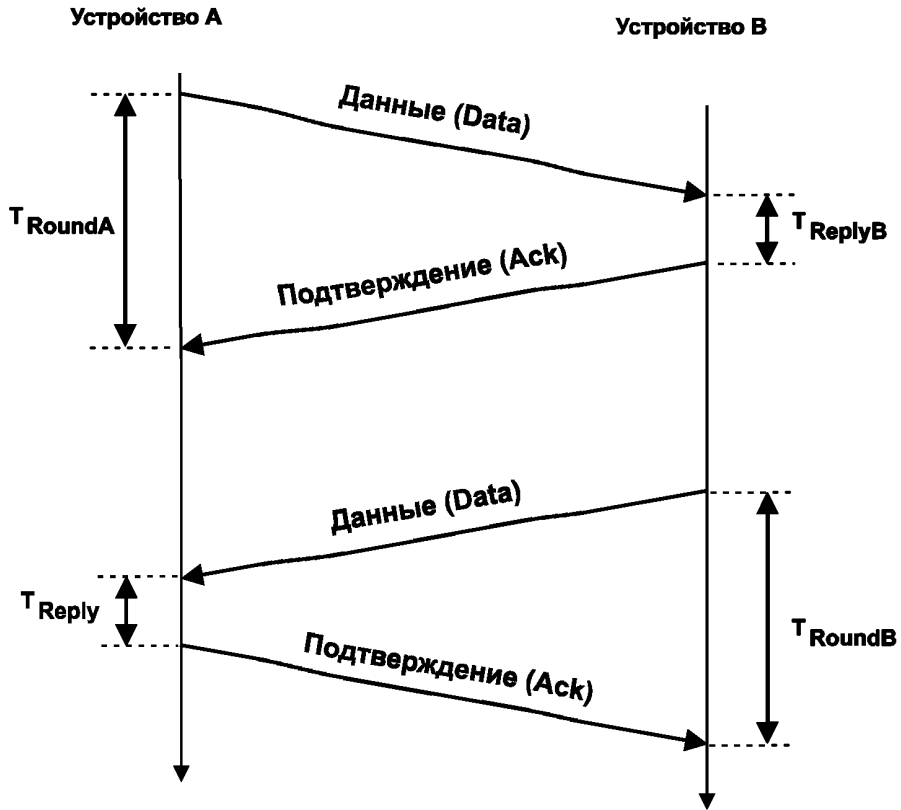 Устройство А
Устройство В
Данные (Data)
T RoundA
T ReplyB
Подтверждение (Ack)
Данные (Data)
T Reply
T RoundB
Подтверждение (Ack)